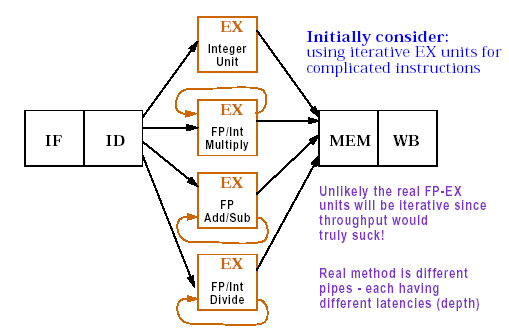 EX
Integer
Unit
Initially consider:
using iterative EX units for
complicated instructions
EX
FP/Int
Multiply
IF
ID
MEM
WB
EX
FP
Add/Sub
Unlikely the real FP-EX
units will be iterative since
throughput would
truly suck!
EX
FP/Int
Divide
Real method is different
pipes - each having
different latencies (depth)